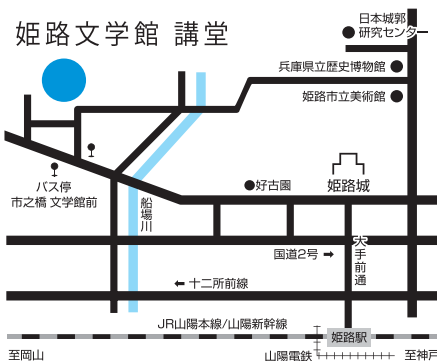 姫路文学館 講堂
日本城郭
研究センター
兵庫県立歴史博物館
姫路市立美術館
バス停
市之橋 文学館前
船場川
好古園
姫路城
国道2号 →
大手前通
← 十二所前線
JR山陽本線/山陽新幹線
姫路駅
至岡山
山陽電鉄
至神戸